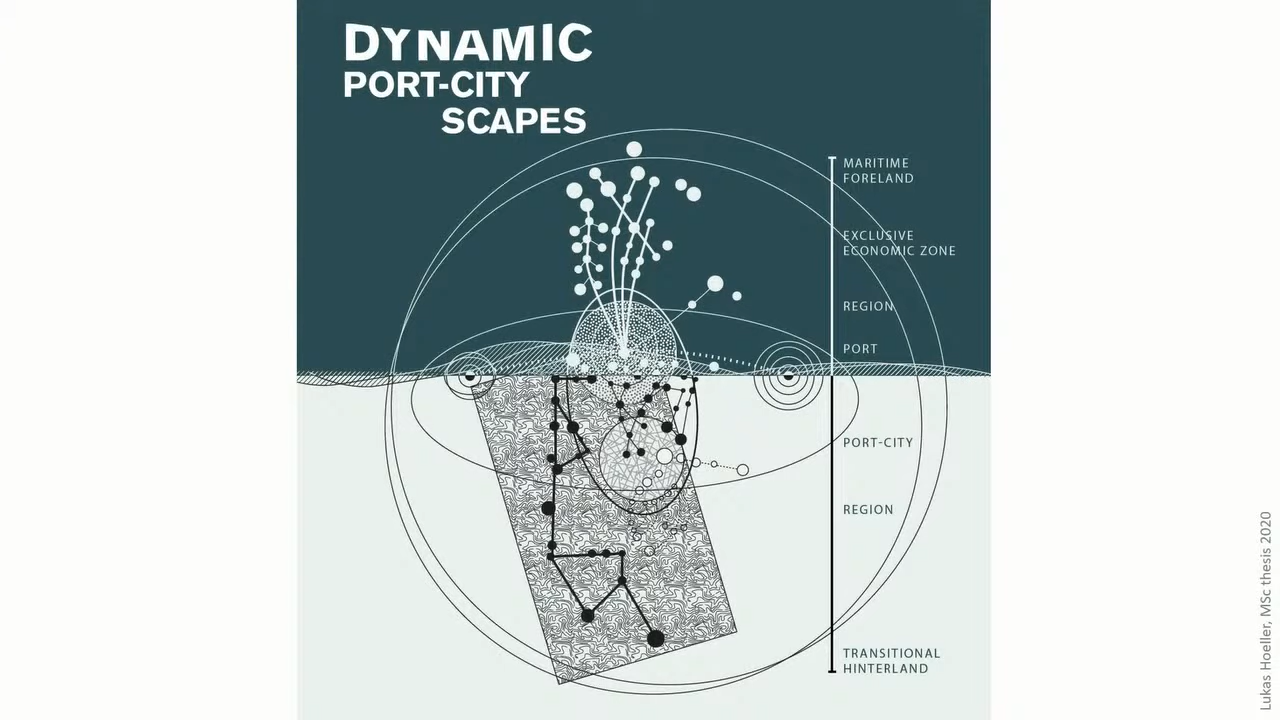 DYNAMIC
PORT-CITY
SCAPES
MARITIME
FORELAND
EXCLUSIVE
ECONOMIC ZONE
REGION
PORT
PORT-CITY
REGION
TRANSITIONAL
HINTERLAND
Lukas Hoeller, MSc thesis 2020